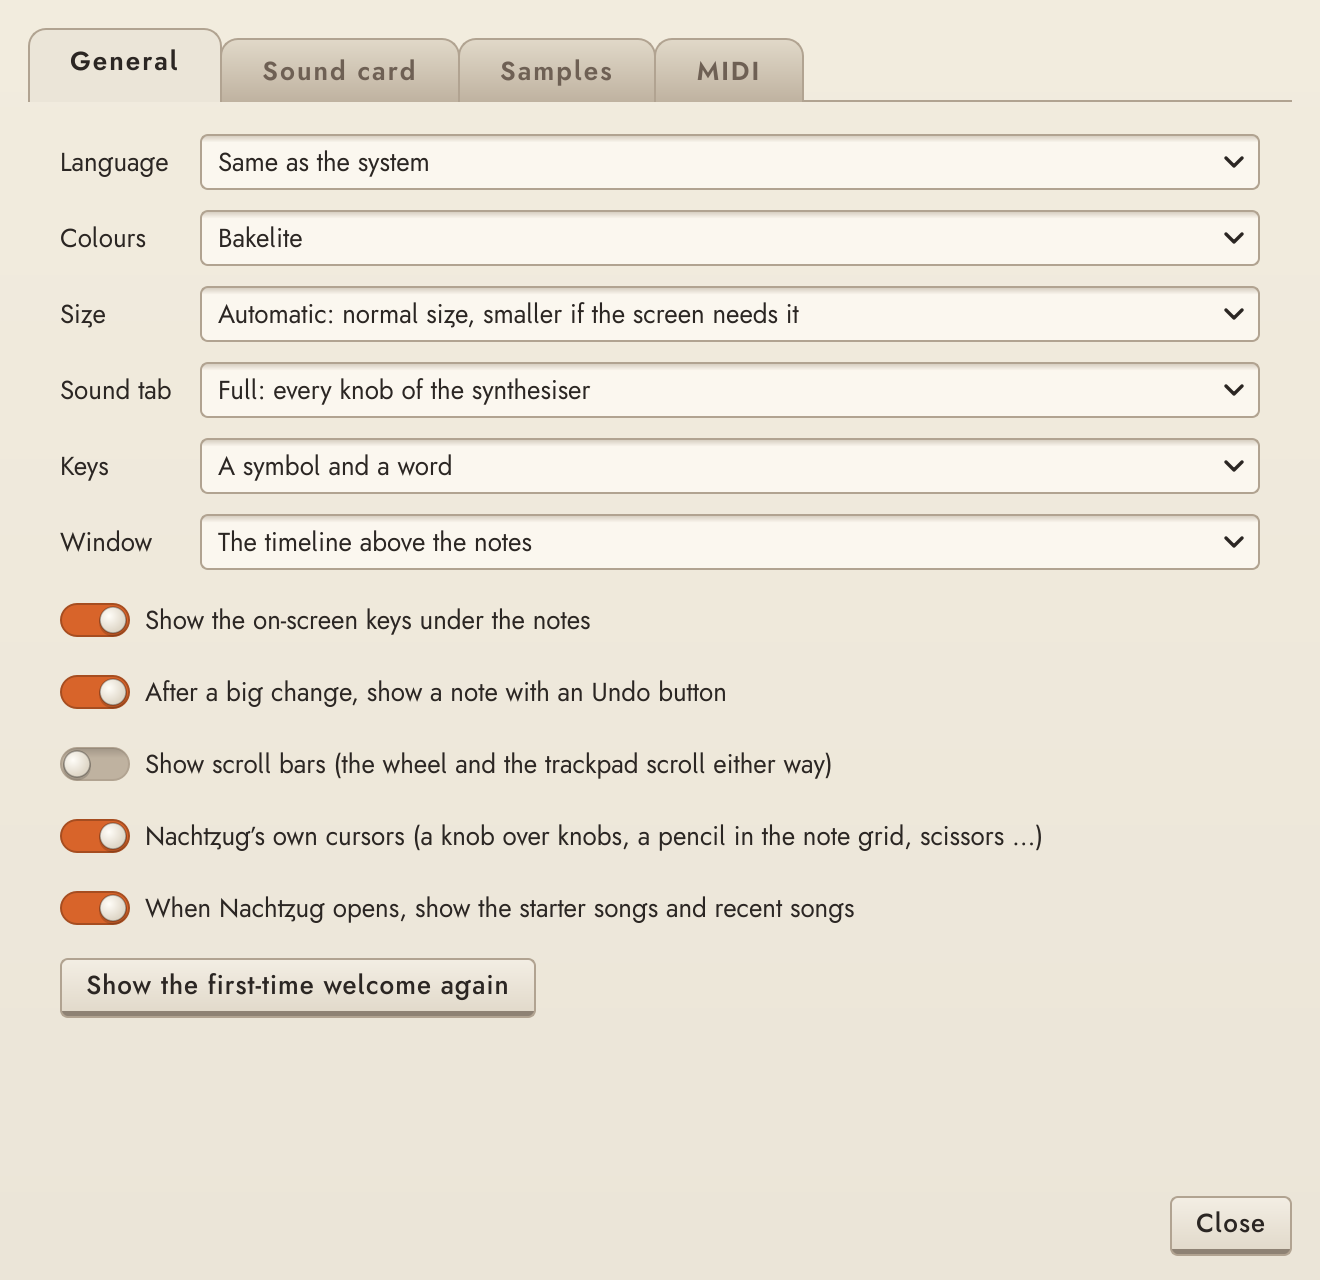 General
Sound card
Samples
MIDI
Language
Same as the system
Colours
Bakelite
Size
Automatic: normal size, smaller if the screen needs it
Sound tab
Full: every knob of the synthesiser
Keys
A symbol and a word
Window
The timeline above the notes
Show the on-screen keys under the notes
After a big change, show a note with an Undo button
Show scroll bars (the wheel and the trackpad scroll either way)
Nachtzug’s own cursors (a knob over knobs, a pencil in the note grid, scissors …)
When Nachtzug opens, show the starter songs and recent songs
Show the first-time welcome again
Close